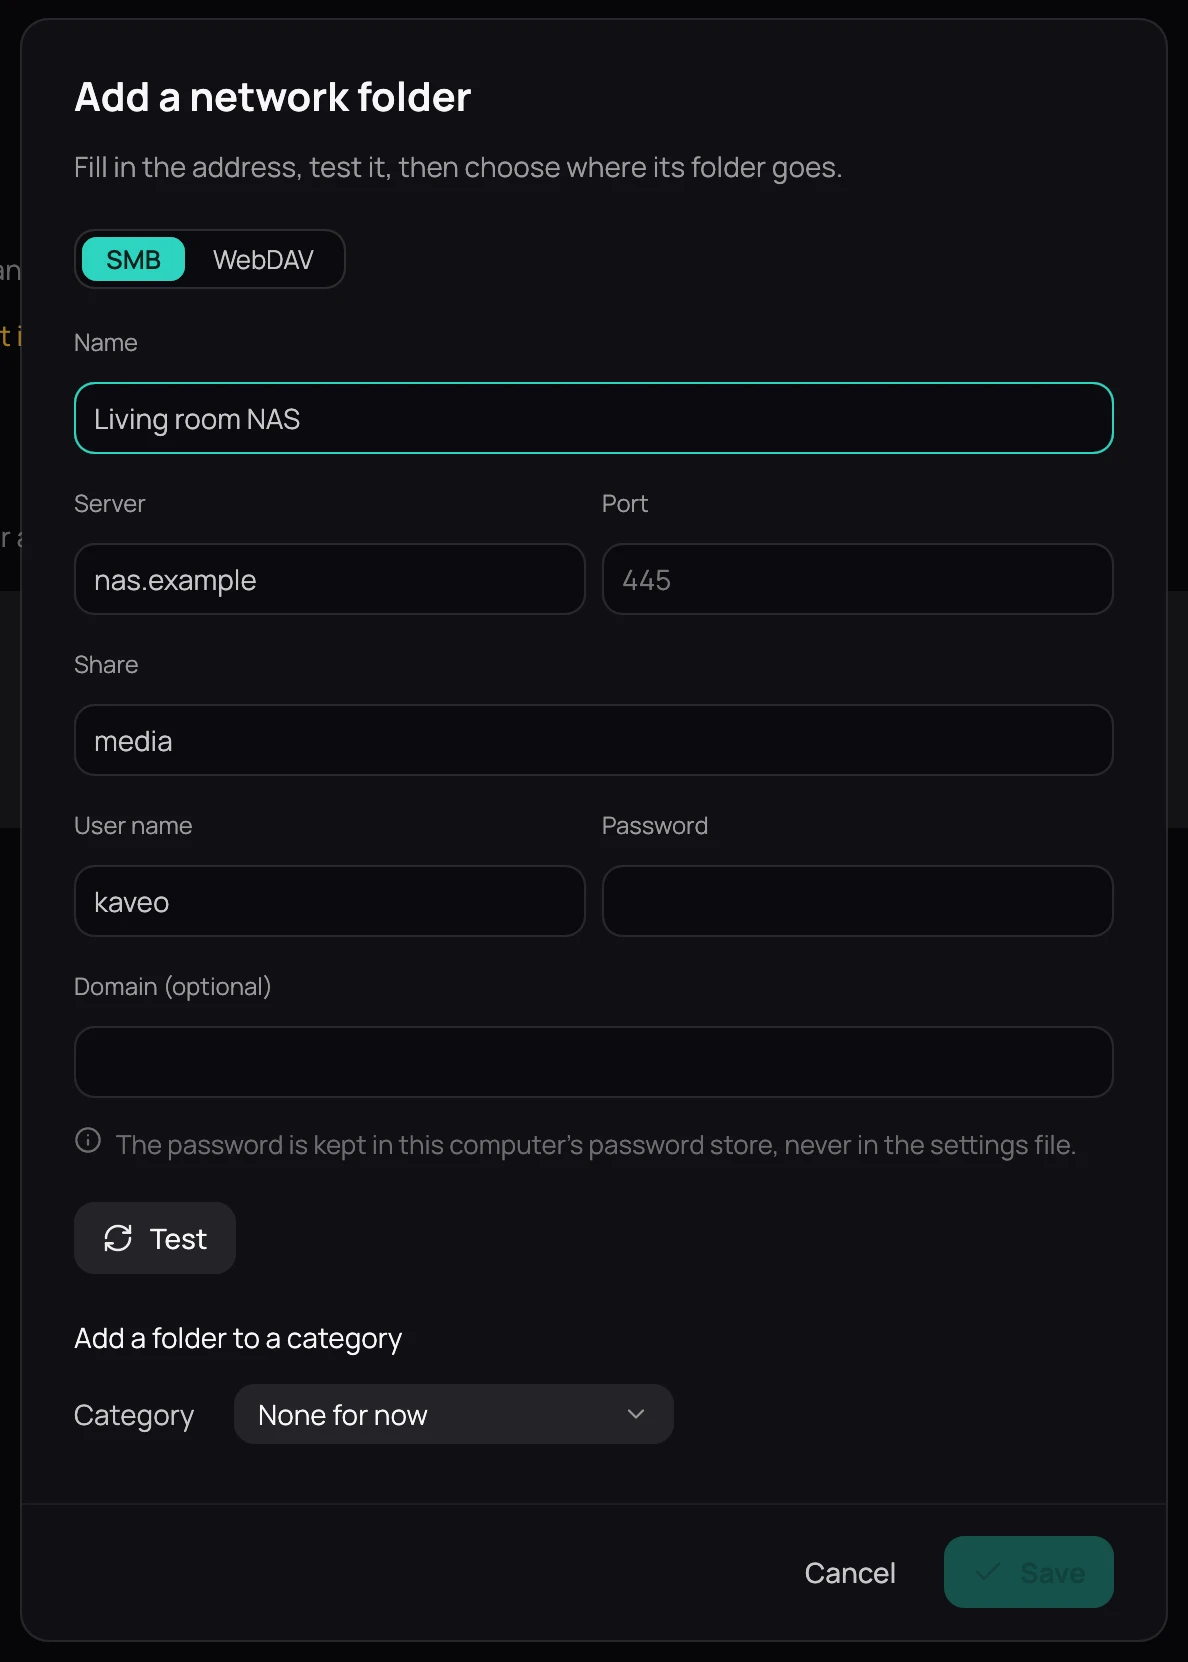 Add a network folder
Fill in the address, test it, then choose where its folder goes.
SMB WebDAV
Name
Living room NAS
Server Port
nas.example 445
Share
media
User name Password
kaveo
Domain (optional)
The password is kept in this computer's password store, never in the settings file.
Test
Add a folder to a category
Category None for now
Cancel Save